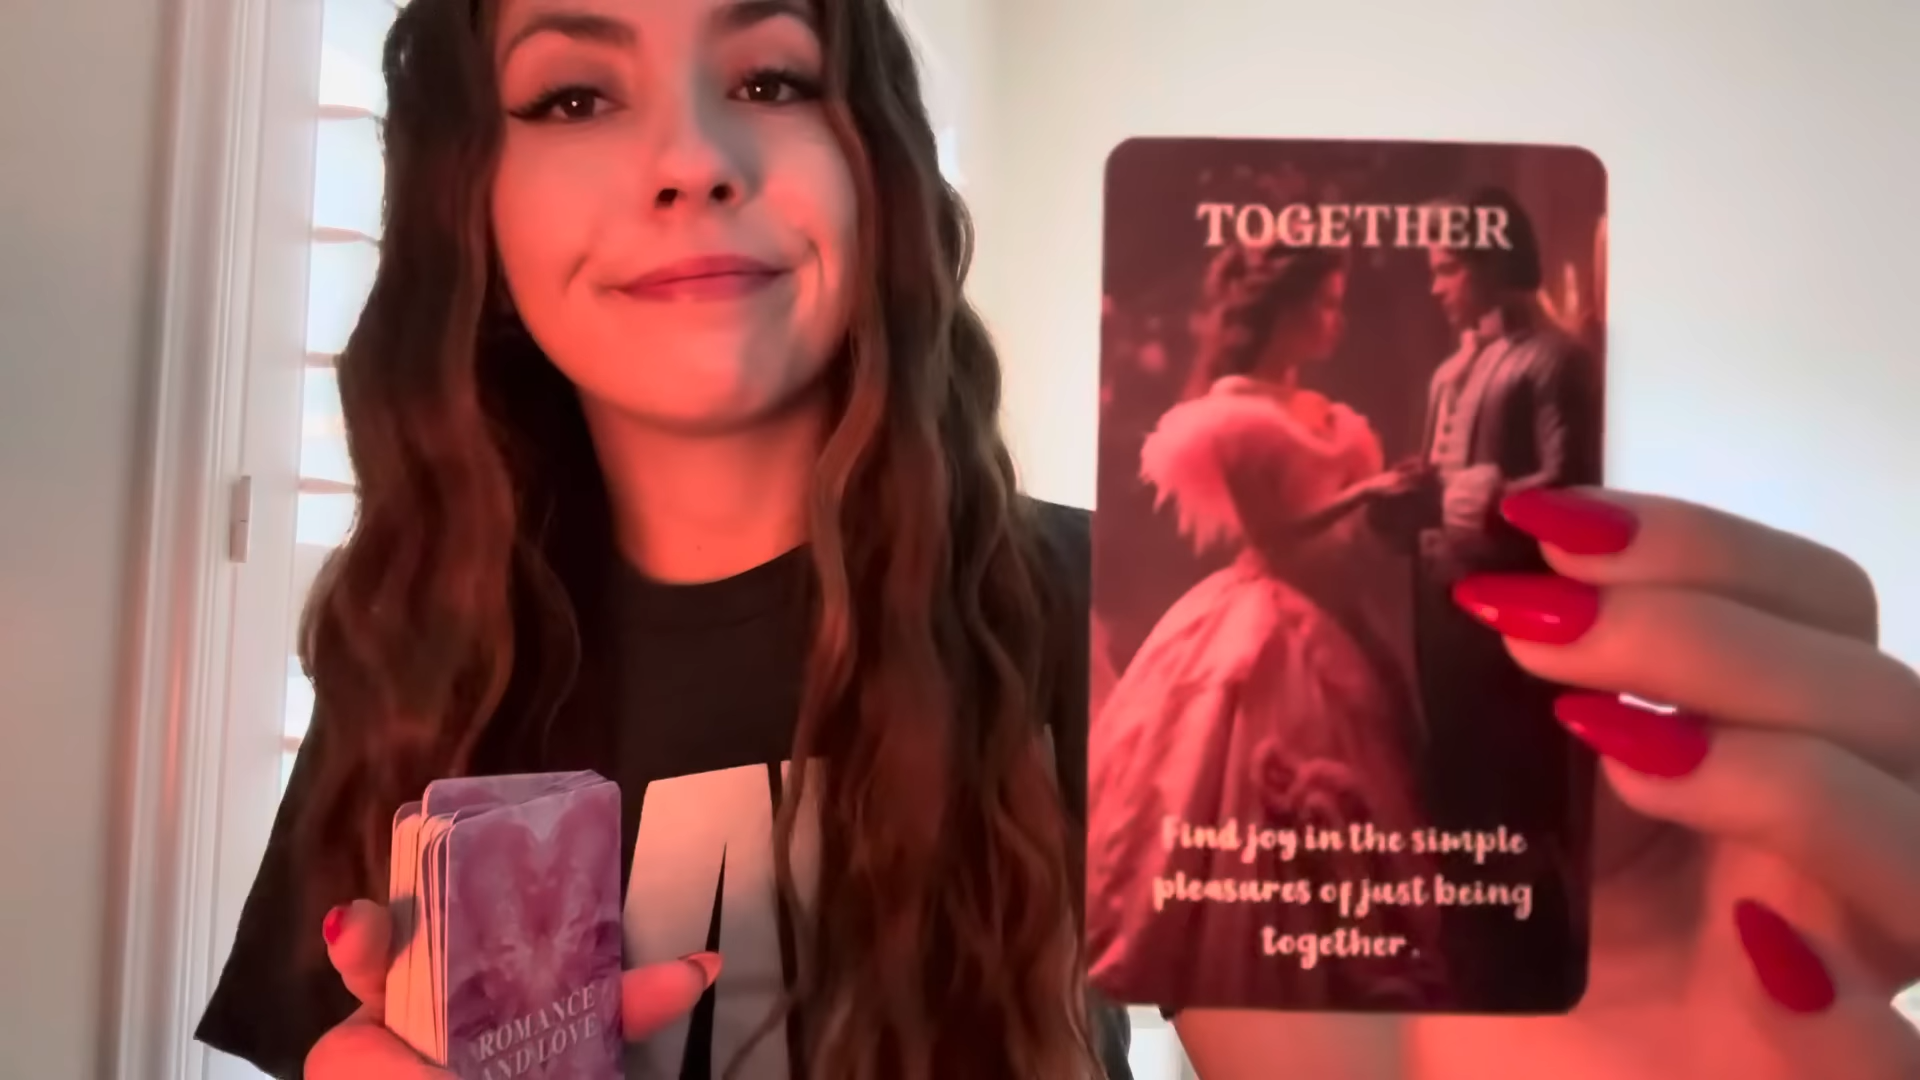 TOGETHER
Find joy in the simple
pleasures of just being
together.
ROMANCE
AND LOVE